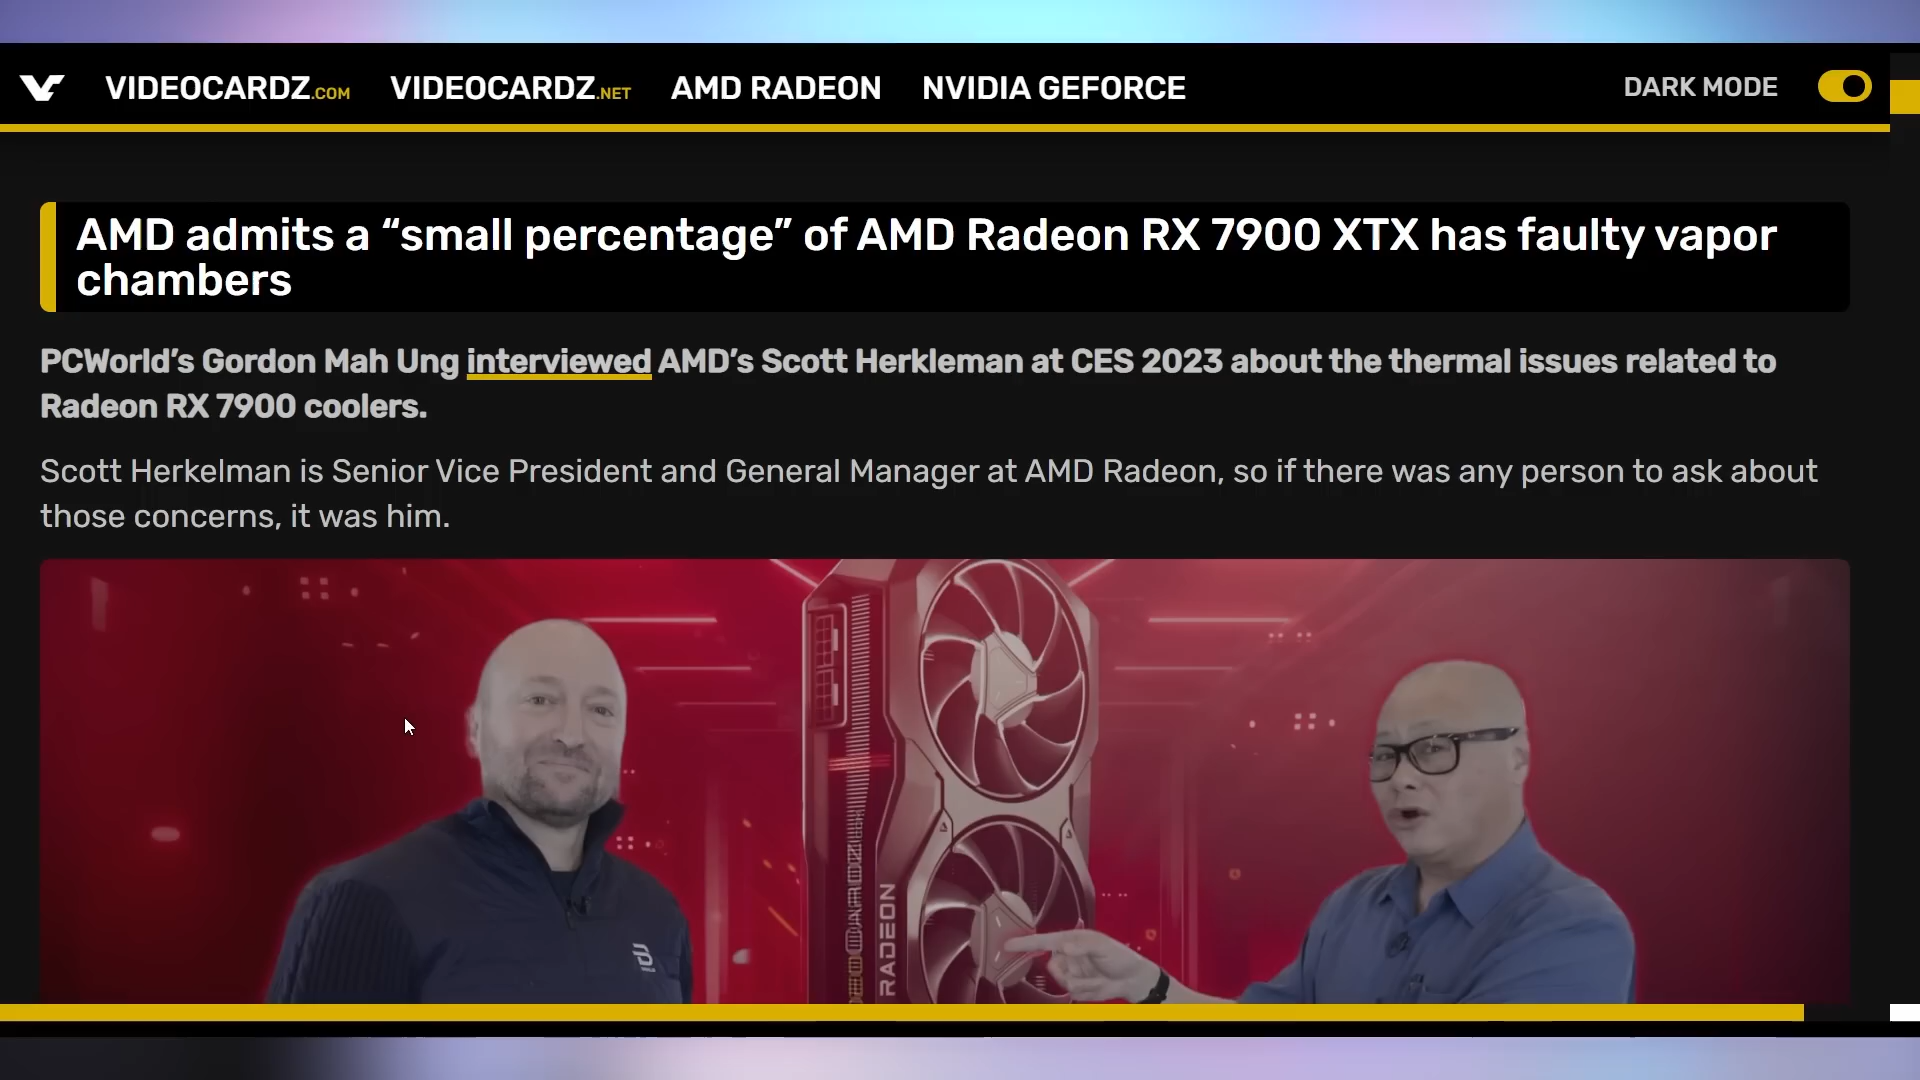 VIDEOCARDZ.COM VIDEOCARDZ.NET AMD RADEON NVIDIA GEFORCE DARK MODE
AMD admits a “small percentage” of AMD Radeon RX 7900 XTX has faulty vapor
chambers
PCWorld’s Gordon Mah Ung interviewed AMD’s Scott Herkleman at CES 2023 about the thermal issues related to
Radeon RX 7900 coolers.
Scott Herkelman is Senior Vice President and General Manager at AMD Radeon, so if there was any person to ask about
those concerns, it was him.
RADEON